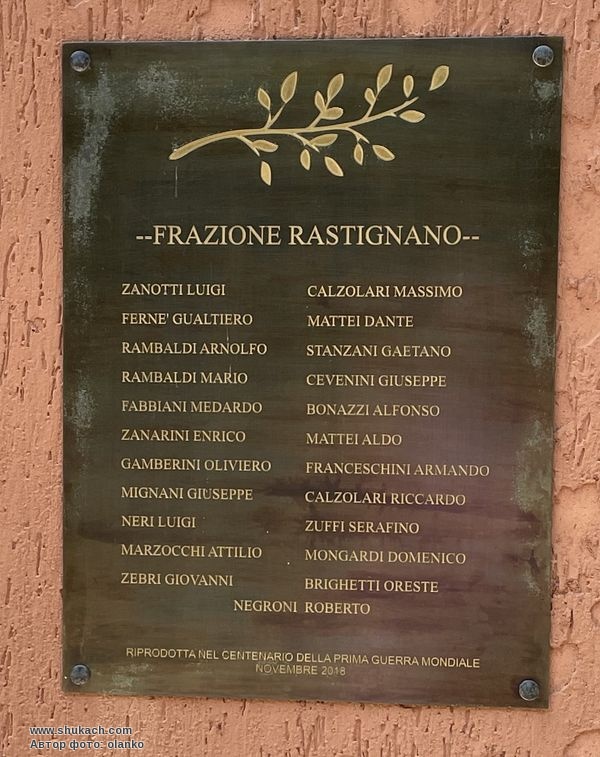 --FRAZIONE RASTIGNANO--
ZANOTTI LUIGI
FERNE' GUALTIERO
RAMBALDI ARNOLFO
RAMBALDI MARIO
FABBIANI MEDARDO
ZANARINI ENRICO
GAMBERINI OLIVIERO
MIGNANI GIUSEPPE
NERI LUIGI
MARZOCCHI ATTILIO
ZEBRI GIOVANNI
CALZOLARI MASSIMO
MATTEI DANTE
STANZANI GAETANO
CEVENINI GIUSEPPE
BONAZZI ALFONSO
MATTEI ALDO
FRANCESCHINI ARMANDO
CALZOLARI RICCARDO
ZUFFI SERAFINO
MONGARDI DOMENICO
BRIGHETTI ORESTE
NEGRONI ROBERTO
RIPRODOTTA NEL CENTENARIO DELLA PRIMA GUERRA MONDIALE
NOVEMBRE 2018
www.shukach.com
Автор фото: olanko